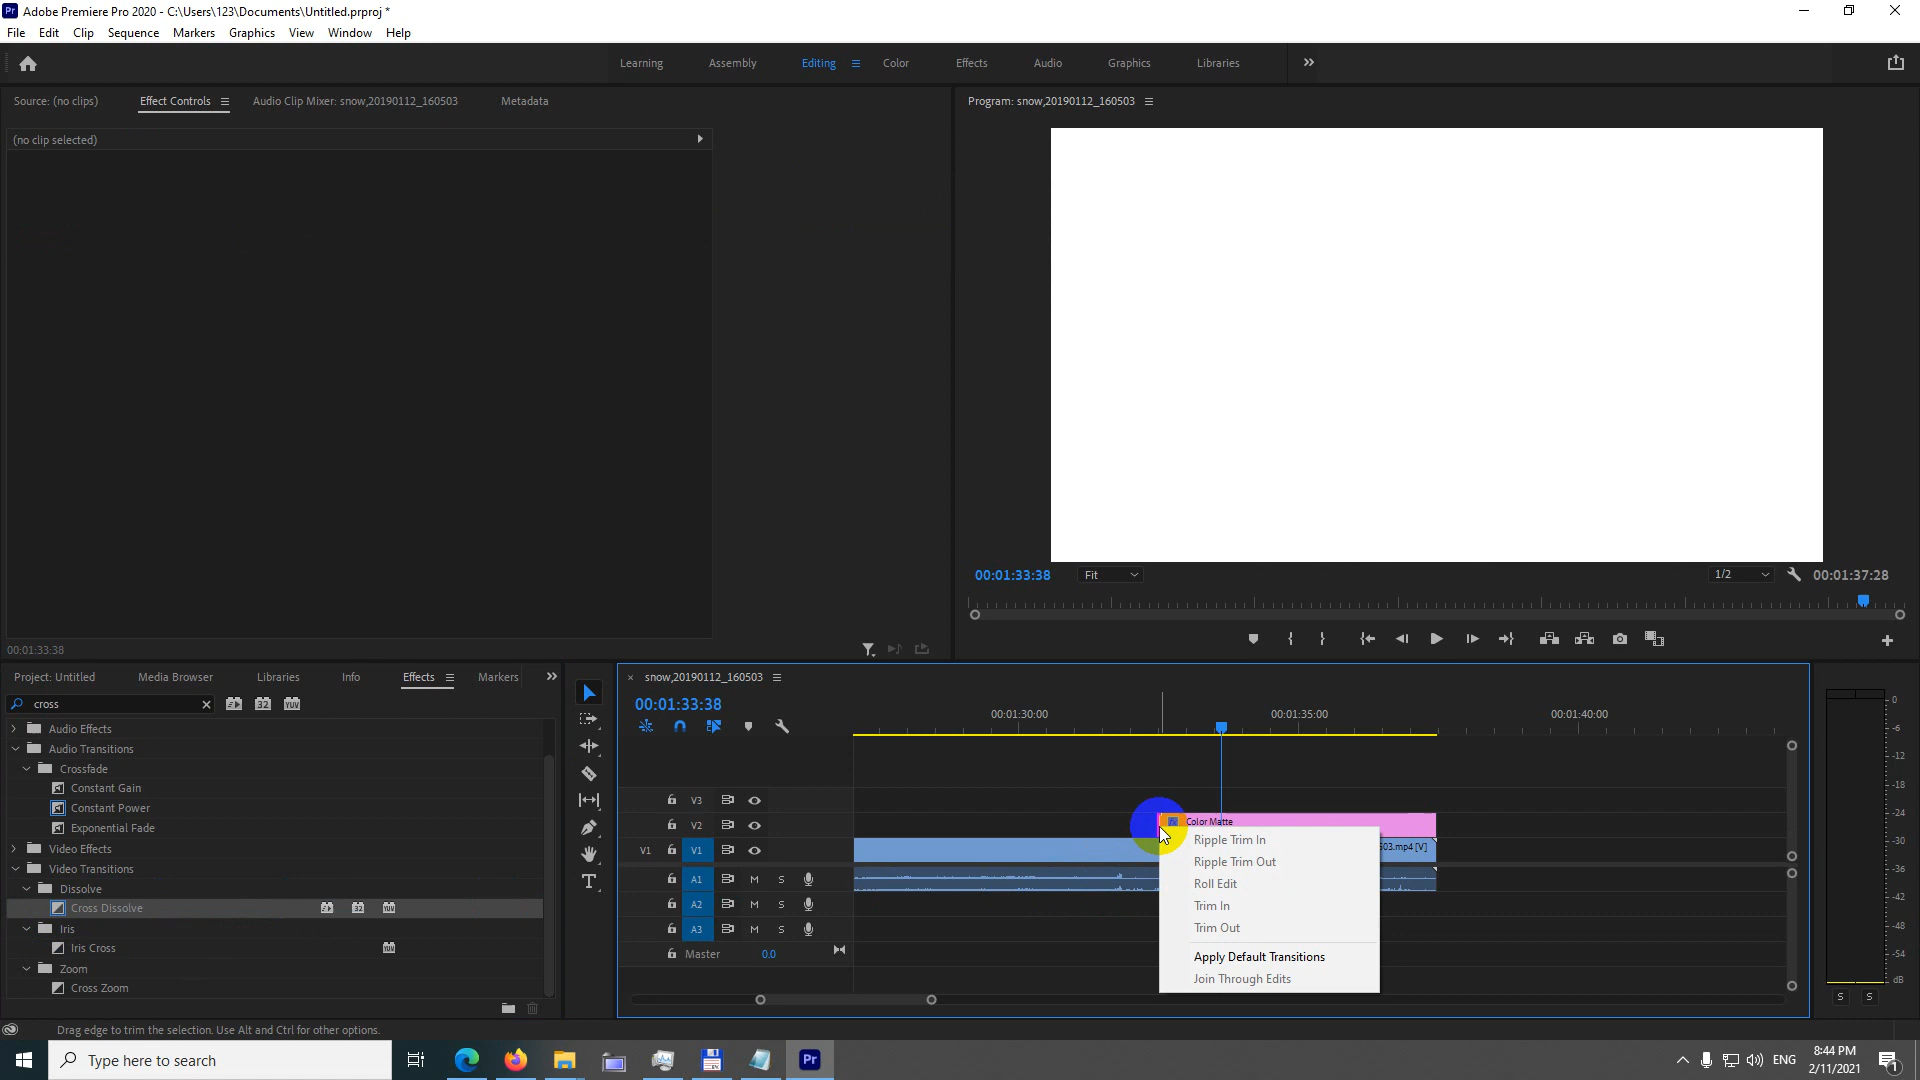 Pr Adobe Premiere Pro 2020 - C:\Users\123\Documents\Untitled.prproj *
File Edit Clip Sequence Markers Graphics View Window Help
Learning Assembly Editing Color Effects Audio Graphics Libraries
Source: (no clips) Effect Controls Audio Clip Mixer: snow,20190112_160503 Metadata
Program: snow,20190112_160503
(no clip selected)
00:01:33:38 Fit 1/2 00:01:37:28
00:01:33:38
Project: Untitled Media Browser Libraries Info Effects Markers
cross
32 YUV
Audio Effects
Audio Transitions
Crossfade
Constant Gain
Constant Power
Exponential Fade
Video Effects
Video Transitions
Dissolve
Cross Dissolve
Iris
Iris Cross
Zoom
Cross Zoom
snow,20190112_160503
00:01:33:38
00:01:30:00 00:01:35:00 00:01:40:00
V3
V2
V1 V1
A1 M S
A2 M S
A3 M S
Master 0.0
Color Matte
503.mp4 [V]
Ripple Trim In
Ripple Trim Out
Roll Edit
Trim In
Trim Out
Apply Default Transitions
Join Through Edits
0
-6
-12
-18
-24
-30
-36
-42
-48
-54
dB
S S
Drag edge to trim the selection. Use Alt and Ctrl for other options.
Type here to search
Pr
ENG
8:44 PM
2/11/2021
1